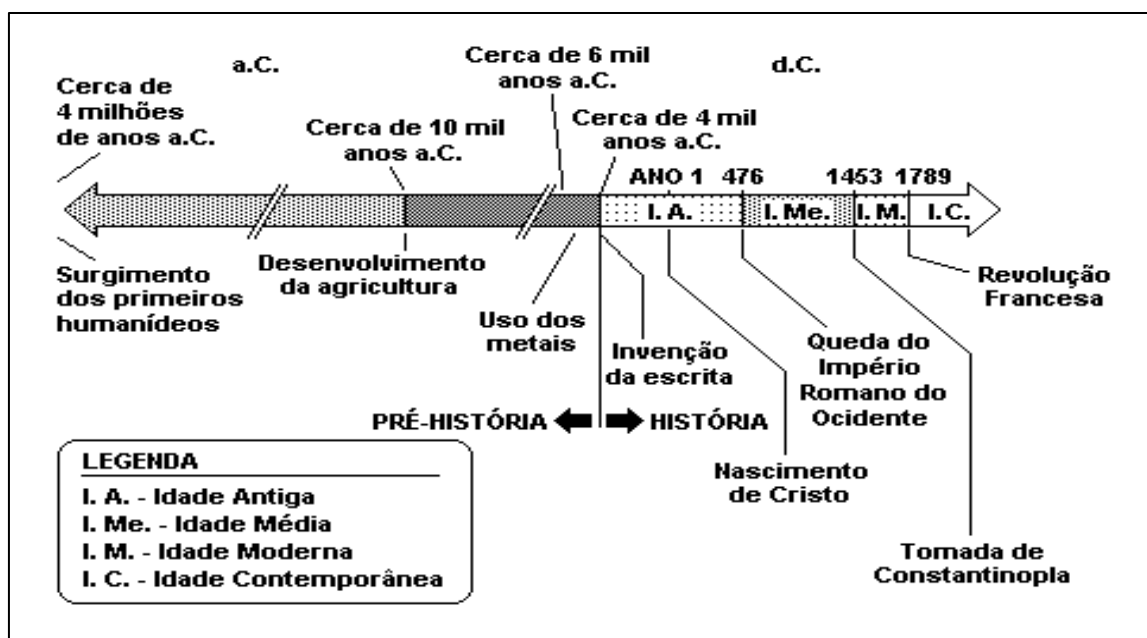 a.C.
d.C.
Cerca de
4 milhões
de anos a.C.
Cerca de 10 mil
anos a.C.
Cerca de 6 mil
anos a.C.
Cerca de 4 mil
anos a.C.
ANO 1
476
1453
1789
I. A.
I. Me.
I. M.
I. C.
Surgimento
dos primeiros
humanídeos
Desenvolvimento
da agricultura
Uso dos
metais
Invenção
da escrita
Nascimento
de Cristo
Queda do
Império
Romano do
Ocidente
Tomada de
Constantinopla
Revolução
Francesa
PRÉ-HISTÓRIA
HISTÓRIA
LEGENDA
I. A. - Idade Antiga
I. Me. - Idade Média
I. M. - Idade Moderna
I. C. - Idade Contemporânea